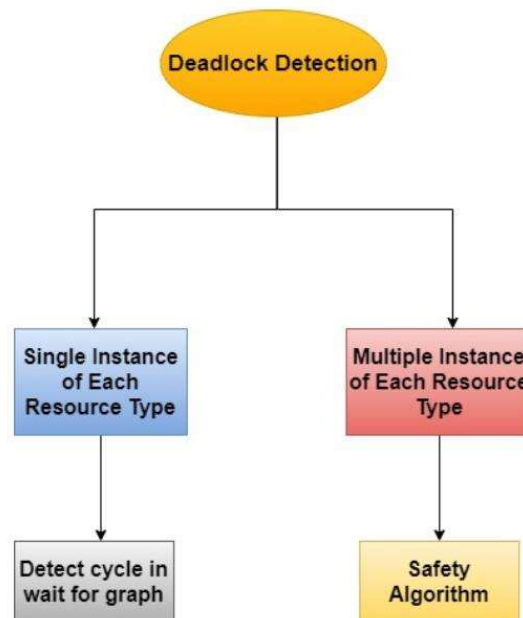 Deadlock Detection
Single Instance
of Each
Resource Type
Multiple Instance
of Each Resource
Type
Detect cycle in
wait for graph
Safety
Algorithm